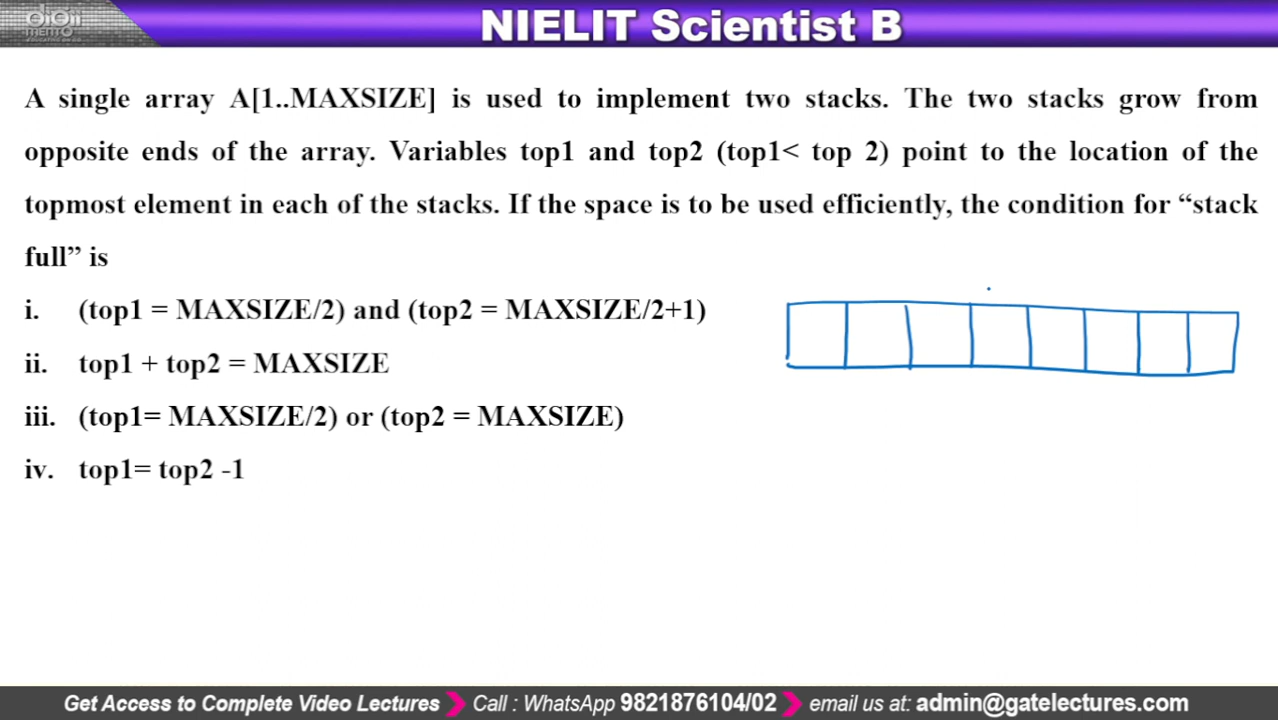 digii
MENTO
EDUCATION
NIELIT Scientist B
A single array A[1..MAXSIZE] is used to implement two stacks. The two stacks grow from
opposite ends of the array. Variables top1 and top2 (top1< top 2) point to the location of the
topmost element in each of the stacks. If the space is to be used efficiently, the condition for “stack
full” is
i. (top1 = MAXSIZE/2) and (top2 = MAXSIZE/2+1)
ii. top1 + top2 = MAXSIZE
iii. (top1= MAXSIZE/2) or (top2 = MAXSIZE)
iv. top1= top2 -1
Get Access to Complete Video Lectures Call : WhatsApp 9821876104/02 email us at: admin@gatelectures.com